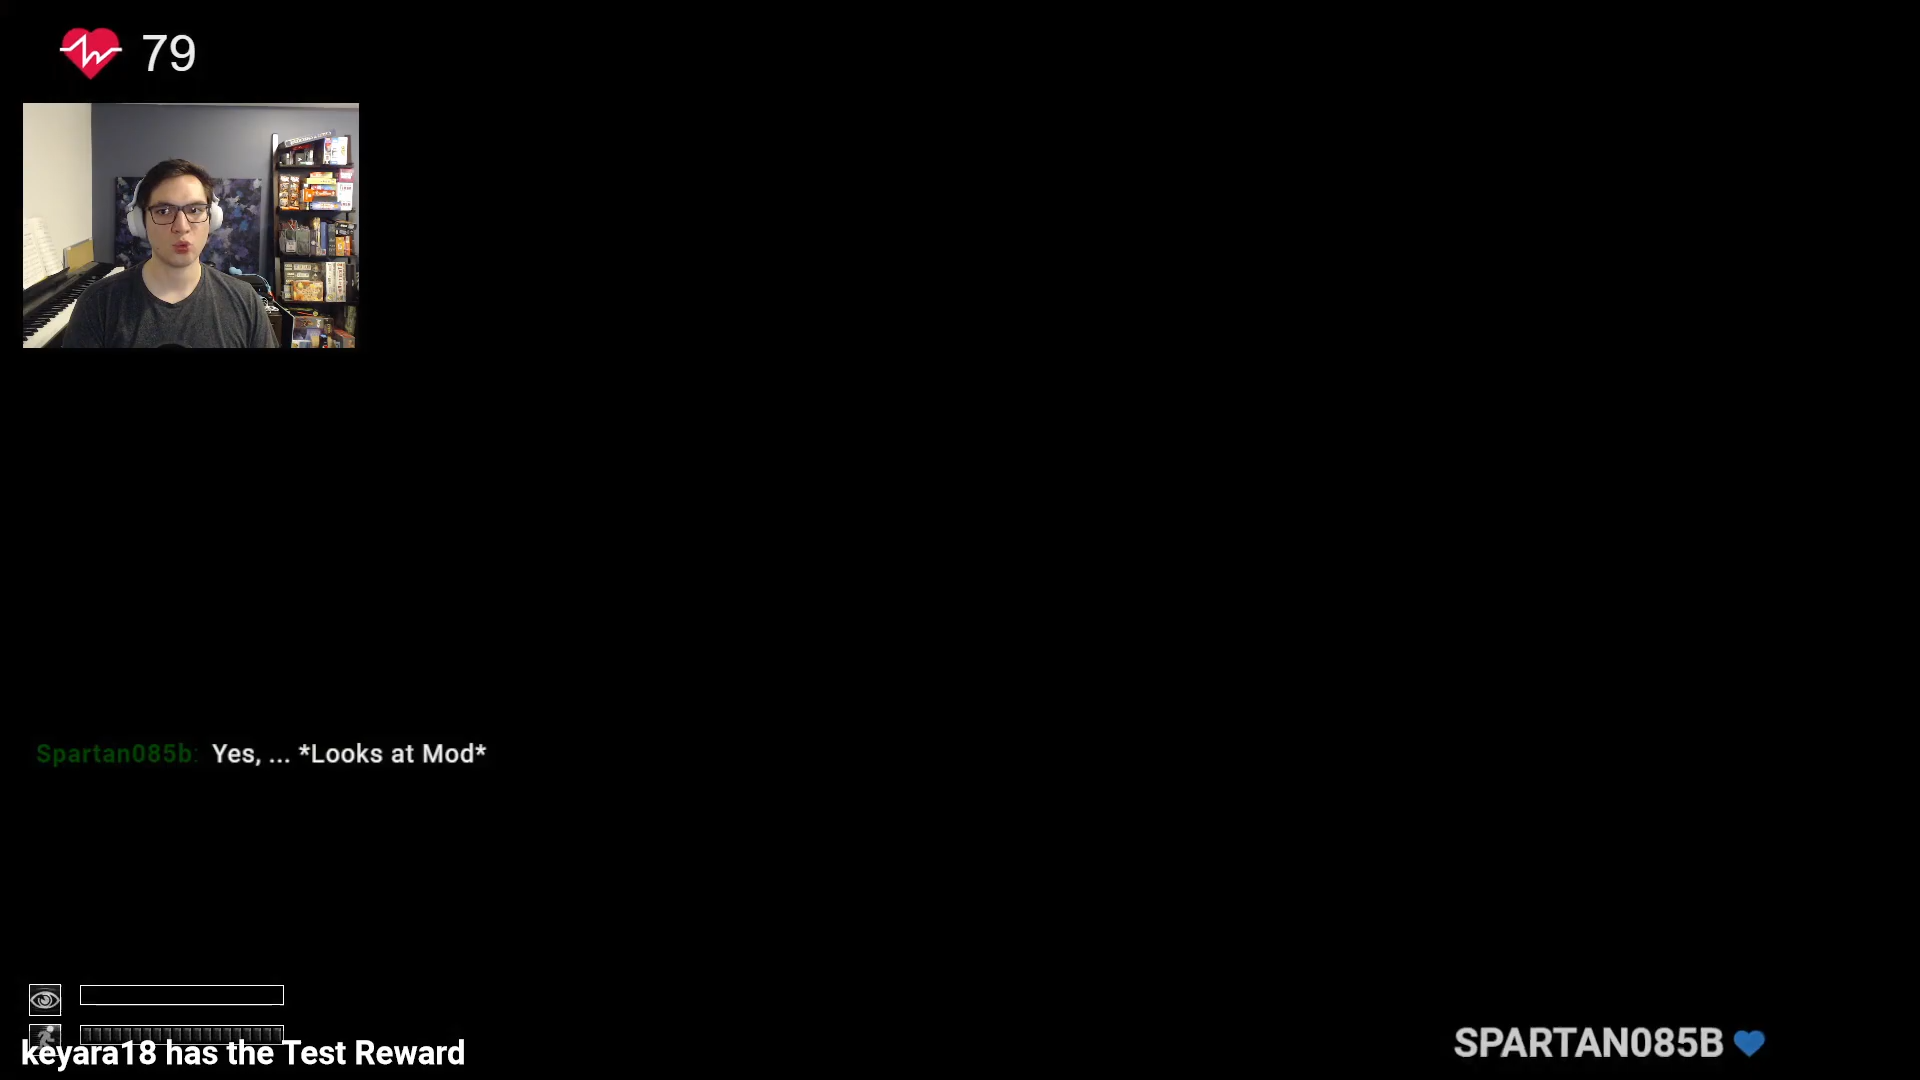 79
Spartan085b: Yes, ... *Looks at Mod*
keyara18 has the Test Reward
SPARTAN085B